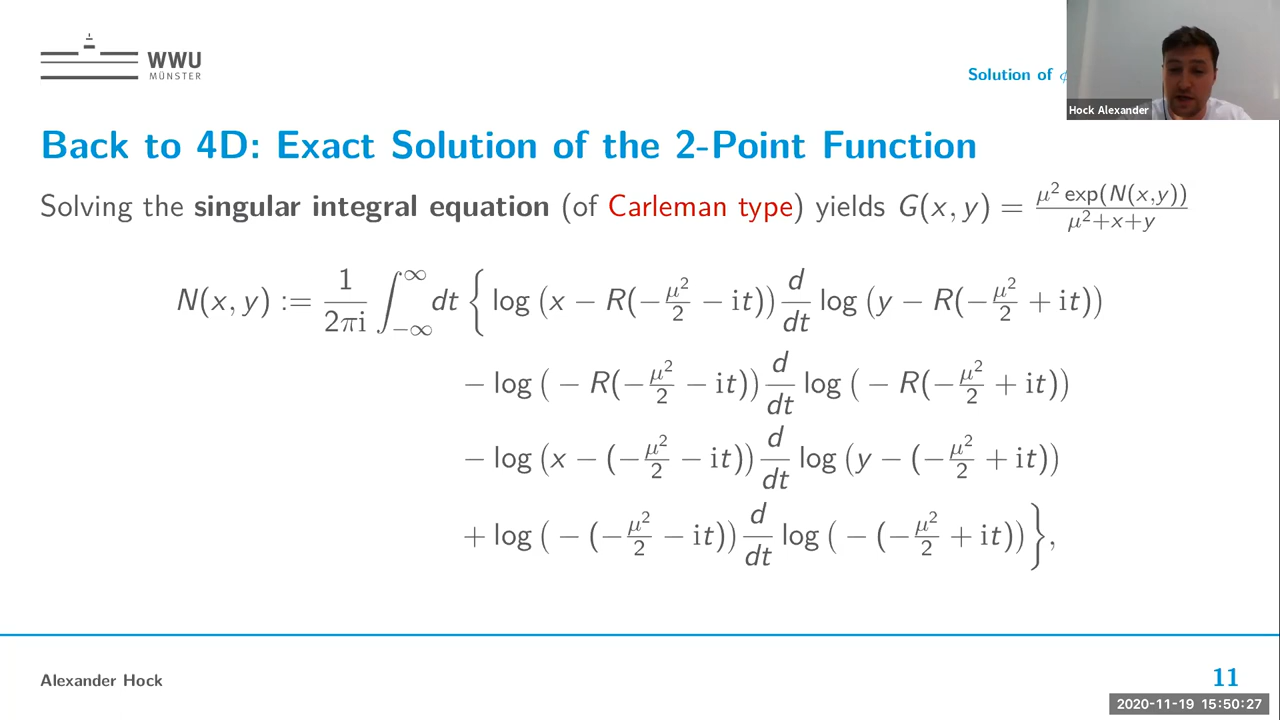 WWU
MÜNSTER
Solution of ϕ
Hock Alexander
Back to 4D: Exact Solution of the 2-Point Function
Solving the singular integral equation (of Carleman type) yields G(x, y) = μ² exp(N(x,y)) / μ²+x+y
N(x, y) := 1/2πi ∫_{−∞}^{∞} dt { log (x − R(−μ²/2 − it)) d/dt log (y − R(−μ²/2 + it))
− log (− R(−μ²/2 − it)) d/dt log (− R(−μ²/2 + it))
− log (x − (−μ²/2 − it)) d/dt log (y − (−μ²/2 + it))
+ log (− (−μ²/2 − it)) d/dt log (− (−μ²/2 + it)) },
Alexander Hock
11
2020-11-19 15:50:27